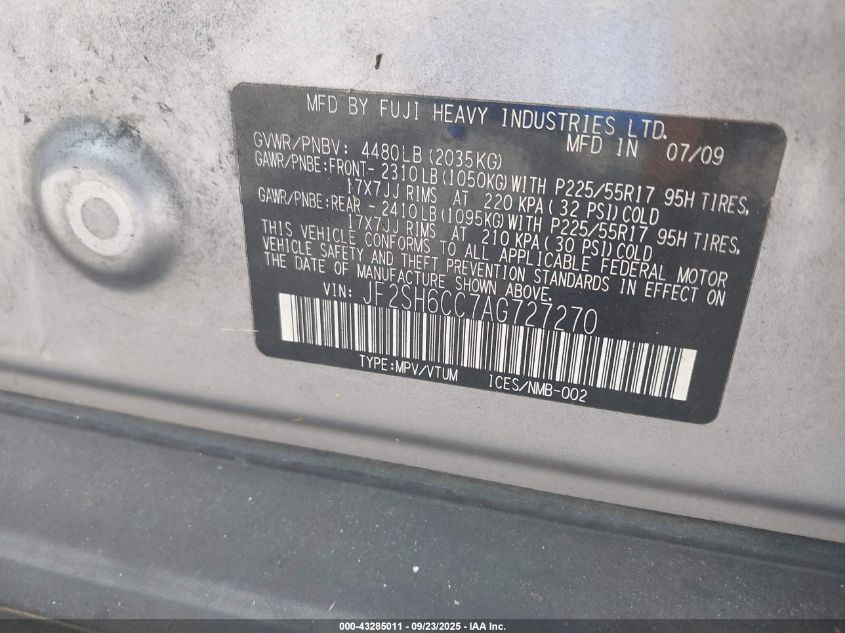 MFD BY FUJI HEAVY INDUSTRIES LTD.
MFD IN 07/09
GVWR/PNBV: 4480LB (2035KG)
GAWR/PNBE:FRONT- 2310 LB (1050KG) WITH P225/55R17 95H TIRES,
17X7JJ RIMS AT 220 KPA ( 32 PSI) COLD
GAWR/PNBE:REAR - 2410 LB (1095KG) WITH P225/55R17 95H TIRES,
17X7JJ RIMS AT 210 KPA (30 PSI) COLD
THIS VEHICLE CONFORMS TO ALL APPLICABLE FEDERAL MOTOR
VEHICLE SAFETY AND THEFT PREVENTION STANDARDS IN EFFECT ON
THE DATE OF MANUFACTURE SHOWN ABOVE.
VIN: JF2SH6CC7AG727270
TYPE:MPV/VTUM ICES/NMB-002
000-43285011 - 09/23/2025 - IAA Inc.